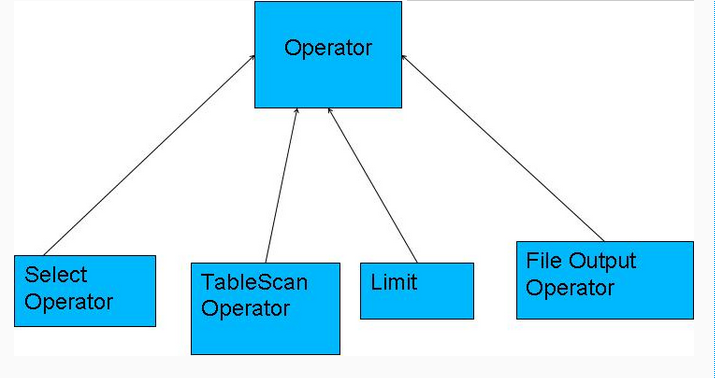 Operator
Select
Operator
TableScan
Operator
Limit
File Output
Operator